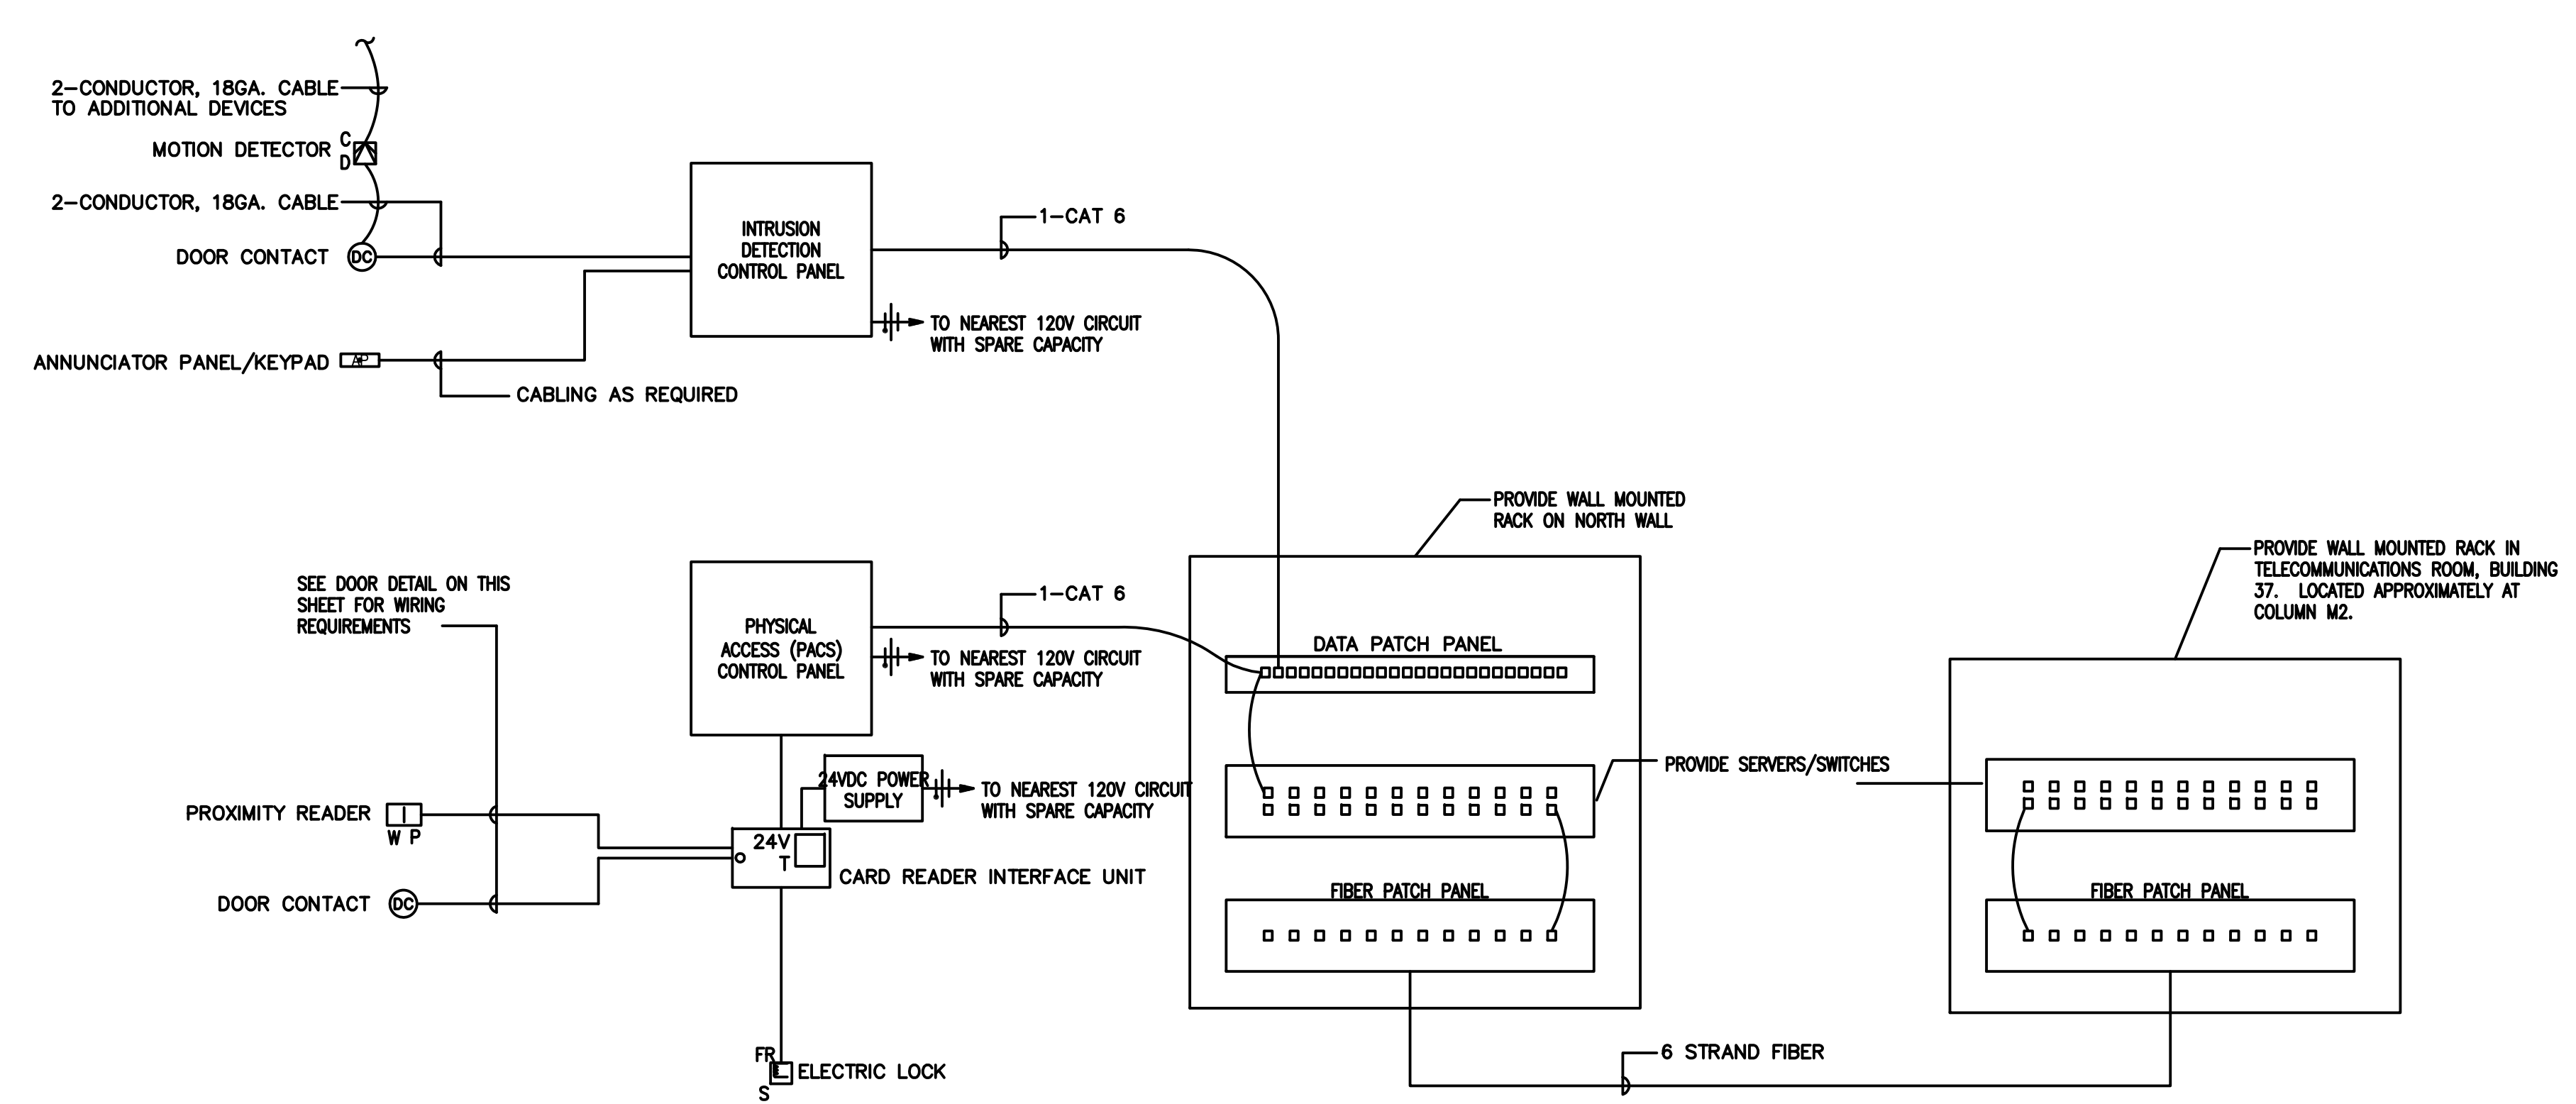 2-CONDUCTOR, 18GA. CABLE
TO ADDITIONAL DEVICES
MOTION DETECTOR
C
D
2-CONDUCTOR, 18GA. CABLE
DOOR CONTACT
DC
ANNUNCIATOR PANEL/KEYPAD
AP
CABLING AS REQUIRED
INTRUSION
DETECTION
CONTROL PANEL
1-CAT 6
TO NEAREST 120V CIRCUIT
WITH SPARE CAPACITY
SEE DOOR DETAIL ON THIS
SHEET FOR WIRING
REQUIREMENTS
PHYSICAL
ACCESS (PACS)
CONTROL PANEL
1-CAT 6
TO NEAREST 120V CIRCUIT
WITH SPARE CAPACITY
24VDC POWER
SUPPLY
TO NEAREST 120V CIRCUIT
WITH SPARE CAPACITY
PROXIMITY READER
W P
24V
T
CARD READER INTERFACE UNIT
DOOR CONTACT
DC
FR
S
ELECTRIC LOCK
PROVIDE WALL MOUNTED
RACK ON NORTH WALL
DATA PATCH PANEL
PROVIDE SERVERS/SWITCHES
FIBER PATCH PANEL
6 STRAND FIBER
PROVIDE WALL MOUNTED RACK IN
TELECOMMUNICATIONS ROOM, BUILDING
37. LOCATED APPROXIMATELY AT
COLUMN M2.
FIBER PATCH PANEL